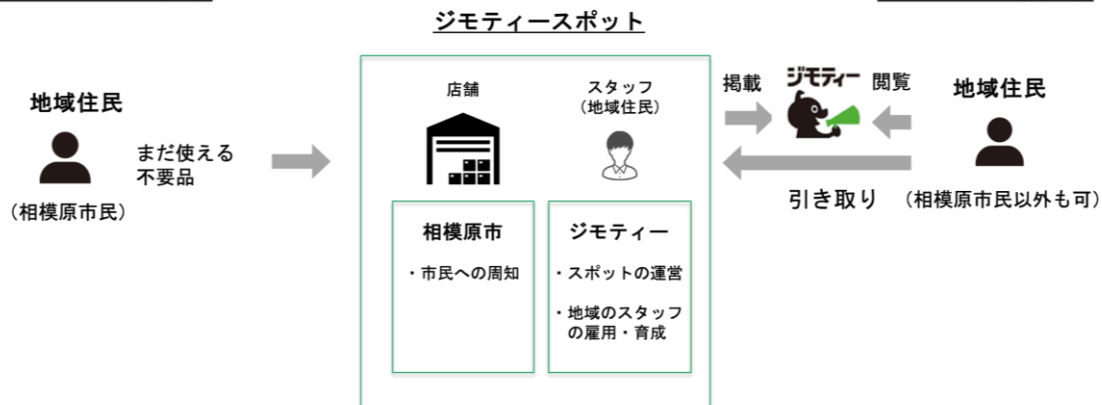 ジモティースポット
地域住民
まだ使える
不要品
(相模原市民)
店舗
スタッフ
(地域住民)
相模原市
・市民への周知
ジモティー
・スポットの運営
・地域のスタッフ
の雇用・育成
掲載
ジモティー
閲覧
引き取り
地域住民
(相模原市民以外も可)